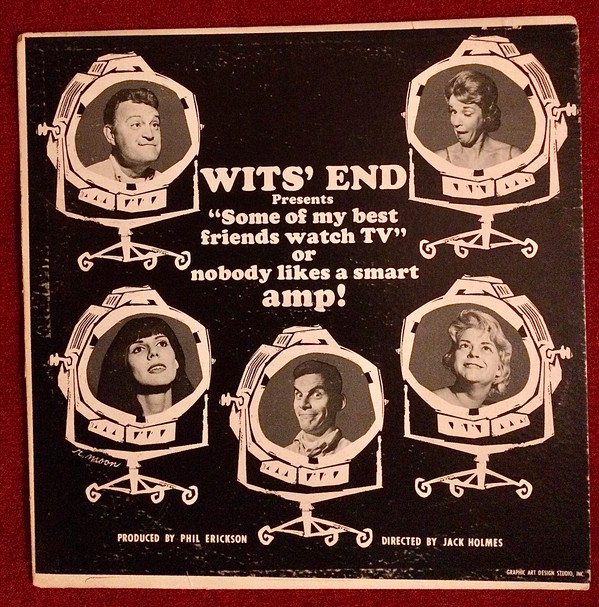 WITS' END
Presents
"Some of my best
friends watch TV"
or
nobody likes a smart
amp!
r. moon
PRODUCED BY PHIL ERICKSON
DIRECTED BY JACK HOLMES
GRAPHIC ART DESIGN STUDIO, INC.